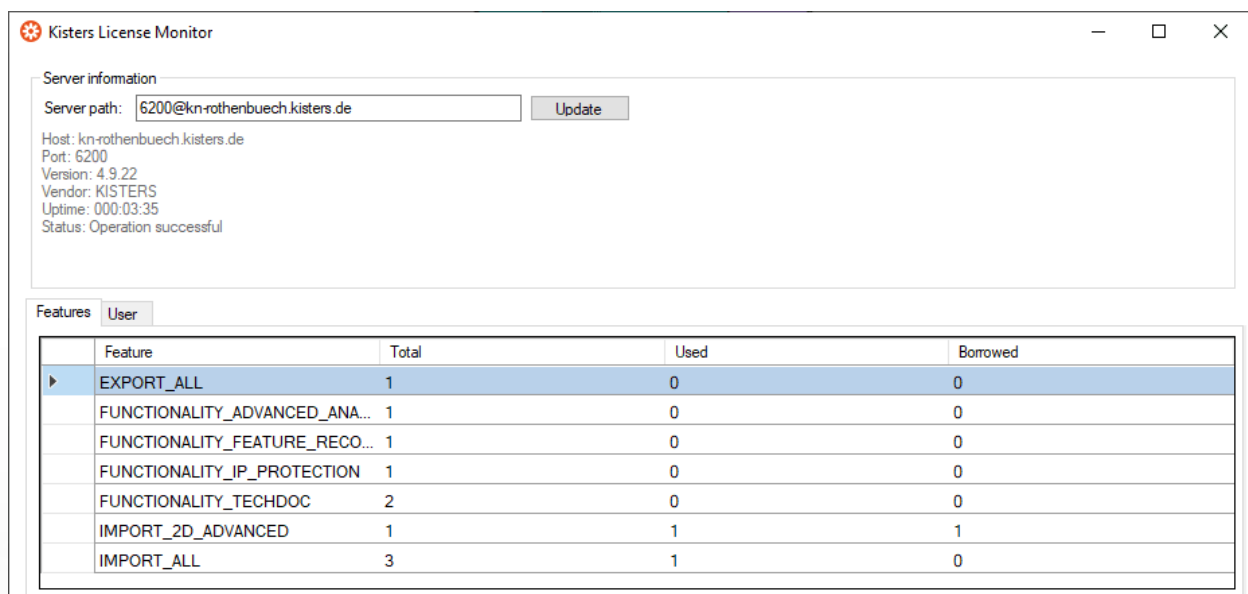 Kisters License Monitor
Server information
Server path: 6200@kn-rothenbuech.kisters.de Update
Host: kn-rothenbuech.kisters.de
Port: 6200
Version: 4.9.22
Vendor: KISTERS
Uptime: 000:03:35
Status: Operation successful
Features User
Feature Total Used Borrowed
EXPORT_ALL 1 0 0
FUNCTIONALITY_ADVANCED_ANA... 1 0 0
FUNCTIONALITY_FEATURE_RECO... 1 0 0
FUNCTIONALITY_IP_PROTECTION 1 0 0
FUNCTIONALITY_TECHDOC 2 0 0
IMPORT_2D_ADVANCED 1 1 1
IMPORT_ALL 3 1 0